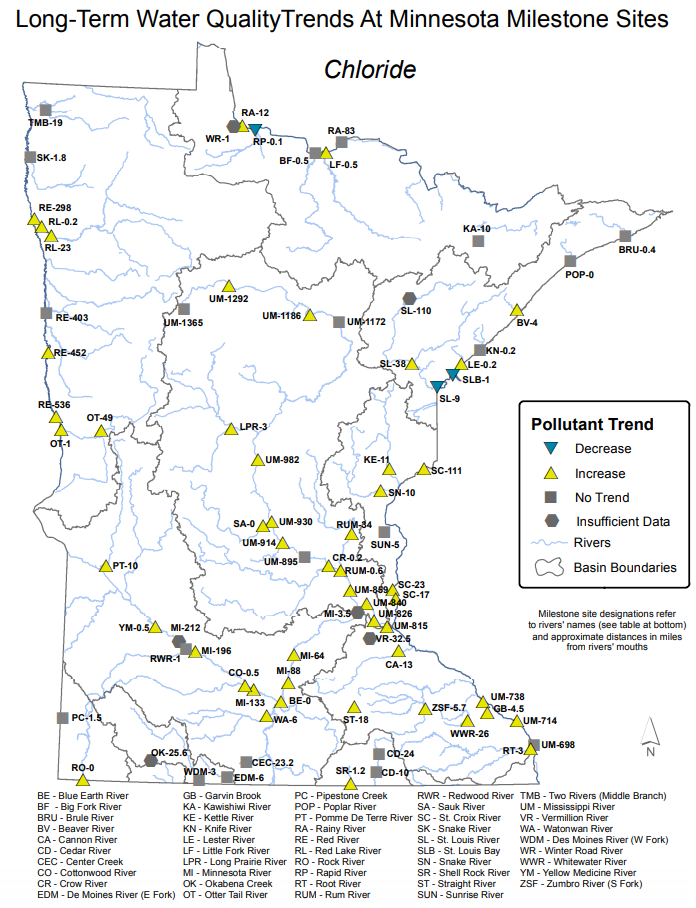 Long-Term Water QualityTrends At Minnesota Milestone Sites
Chloride
TMB-19
RA-12
WR-1
RP-0.1
RA-83
BF-0.5
LF-0.5
SK-1.8
RE-298
RL-0.2
RL-23
KA-10
BRU-0.4
POP-0
UM-1292
SL-110
RE-403
UM-1365
UM-1186
UM-1172
BV-4
RE-452
KN-0.2
SL-38
LE-0.2
SLB-1
SL-9
RE-536
OT-49
OT-1
LPR-3
UM-982
KE-11
SC-111
SN-10
SA-0
UM-930
RUM-34
UM-914
SUN-5
UM-895
CR-0.2
RUM-0.6
PT-10
UM-859
SC-23
SC-17
UM-840
MI-3.5
UM-826
UM-815
YM-0.5
MI-212
VR-32.5
RWR-1
MI-196
MI-64
CA-13
CO-0.5
MI-88
MI-133
BE-0
UM-738
ZSF-5.7
GB-4.5
PC-1.5
WA-6
ST-18
UM-714
WWR-26
UM-698
RT-3
OK-25.6
CD-24
CEC-23.2
RO-0
WDM-3
EDM-6
SR-1.2
CD-10
Pollutant Trend
Decrease
Increase
No Trend
Insufficient Data
Rivers
Basin Boundaries
Milestone site designations refer
to rivers' names (see table at bottom)
and approximate distances in miles
from rivers' mouths
N
BE - Blue Earth River
BF - Big Fork River
BRU - Brule River
BV - Beaver River
CA - Cannon River
CD - Cedar River
CEC - Center Creek
CO - Cottonwood River
CR - Crow River
EDM - De Moines River (E Fork)
GB - Garvin Brook
KA - Kawishiwi River
KE - Kettle River
KN - Knife River
LE - Lester River
LF - Little Fork River
LPR - Long Prairie River
MI - Minnesota River
OK - Okabena Creek
OT - Otter Tail River
PC - Pipestone Creek
POP - Poplar River
PT - Pomme De Terre River
RA - Rainy River
RE - Red River
RL - Red Lake River
RO - Rock River
RP - Rapid River
RT - Root River
RUM - Rum River
RWR - Redwood River
SA - Sauk River
SC - St. Croix River
SK - Snake River
SL - St. Louis River
SLB - St. Louis Bay
SN - Snake River
SR - Shell Rock River
ST - Straight River
SUN - Sunrise River
TMB - Two Rivers (Middle Branch)
UM - Mississippi River
VR - Vermillion River
WA - Watonwan River
WDM - Des Moines River (W Fork)
WR - Winter Road River
WWR - Whitewater River
YM - Yellow Medicine River
ZSF - Zumbro River (S Fork)